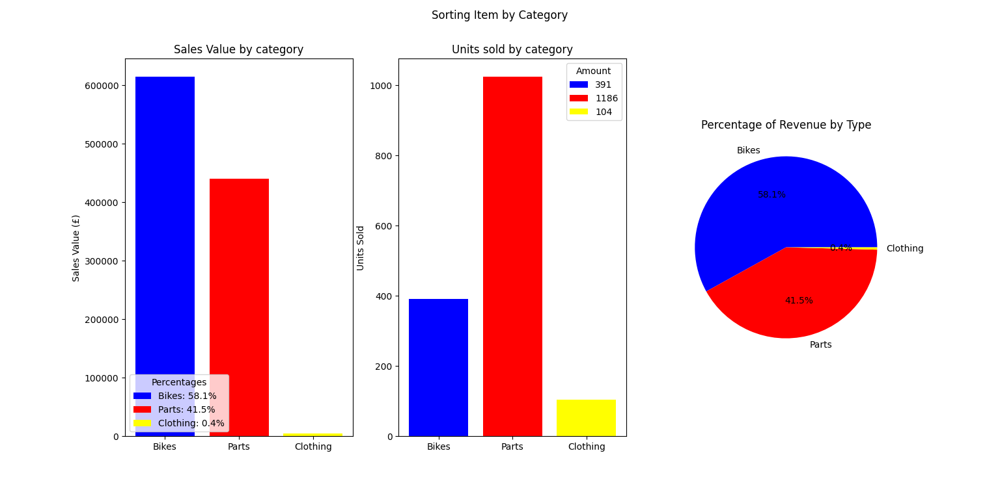 Sorting Item by Category
Sales Value by category
Sales Value (£)
600000
500000
400000
300000
200000
100000
0
Percentages
Bikes: 58.1%
Parts: 41.5%
Clothing: 0.4%
Bikes
Parts
Clothing
Units sold by category
Units Sold
1000
800
600
400
200
0
Amount
391
1186
104
Bikes
Parts
Clothing
Percentage of Revenue by Type
Bikes
58.1%
0.4%
Clothing
41.5%
Parts